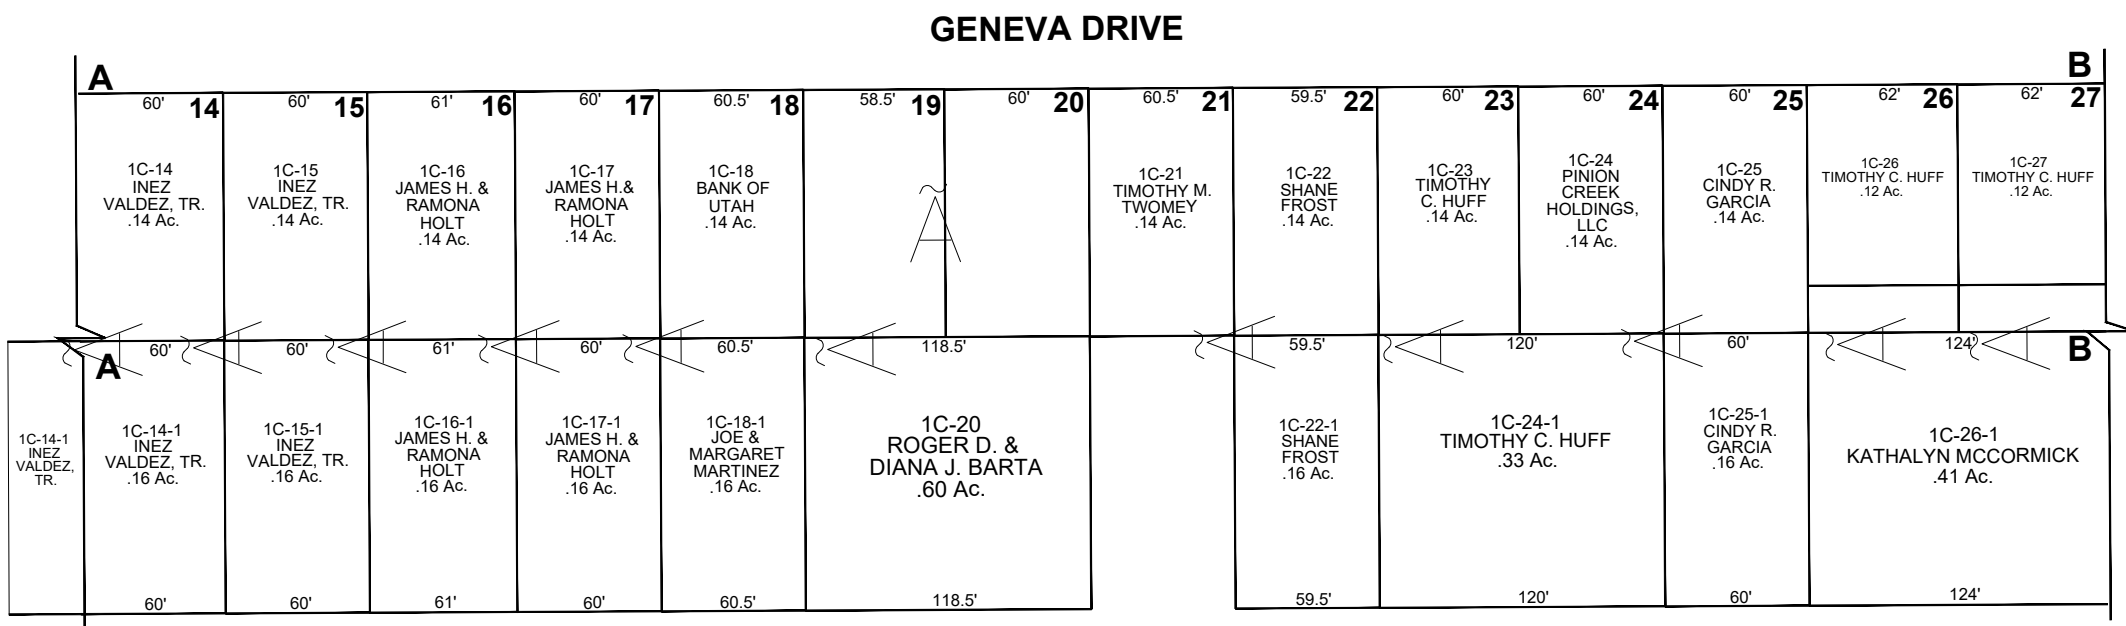 GENEVA DRIVE
A
B
60' 14
60' 15
61' 16
60' 17
60.5' 18
58.5' 19
60' 20
60.5' 21
59.5' 22
60' 23
60' 24
60' 25
62' 26
62' 27
1C-14
INEZ
VALDEZ, TR.
.14 Ac.
1C-15
INEZ
VALDEZ, TR.
.14 Ac.
1C-16
JAMES H. &
RAMONA
HOLT
.14 Ac.
1C-17
JAMES H.&
RAMONA
HOLT
.14 Ac.
1C-18
BANK OF
UTAH
.14 Ac.
1C-21
TIMOTHY M.
TWOMEY
.14 Ac.
1C-22
SHANE
FROST
.14 Ac.
1C-23
TIMOTHY
C. HUFF
.14 Ac.
1C-24
PINION
CREEK
HOLDINGS,
LLC
.14 Ac.
1C-25
CINDY R.
GARCIA
.14 Ac.
1C-26
TIMOTHY C. HUFF
.12 Ac.
1C-27
TIMOTHY C. HUFF
.12 Ac.
A
B
60'
60'
61'
60'
60.5'
118.5'
59.5'
120'
60'
124'
1C-14-1
INEZ
VALDEZ,
TR.
1C-14-1
INEZ
VALDEZ, TR.
.16 Ac.
1C-15-1
INEZ
VALDEZ, TR.
.16 Ac.
1C-16-1
JAMES H. &
RAMONA
HOLT
.16 Ac.
1C-17-1
JAMES H. &
RAMONA
HOLT
.16 Ac.
1C-18-1
JOE &
MARGARET
MARTINEZ
.16 Ac.
1C-20
ROGER D. &
DIANA J. BARTA
.60 Ac.
1C-22-1
SHANE
FROST
.16 Ac.
1C-24-1
TIMOTHY C. HUFF
.33 Ac.
1C-25-1
CINDY R.
GARCIA
.16 Ac.
1C-26-1
KATHALYN MCCORMICK
.41 Ac.
60'
60'
61'
60'
60.5'
118.5'
59.5'
120'
60'
124'